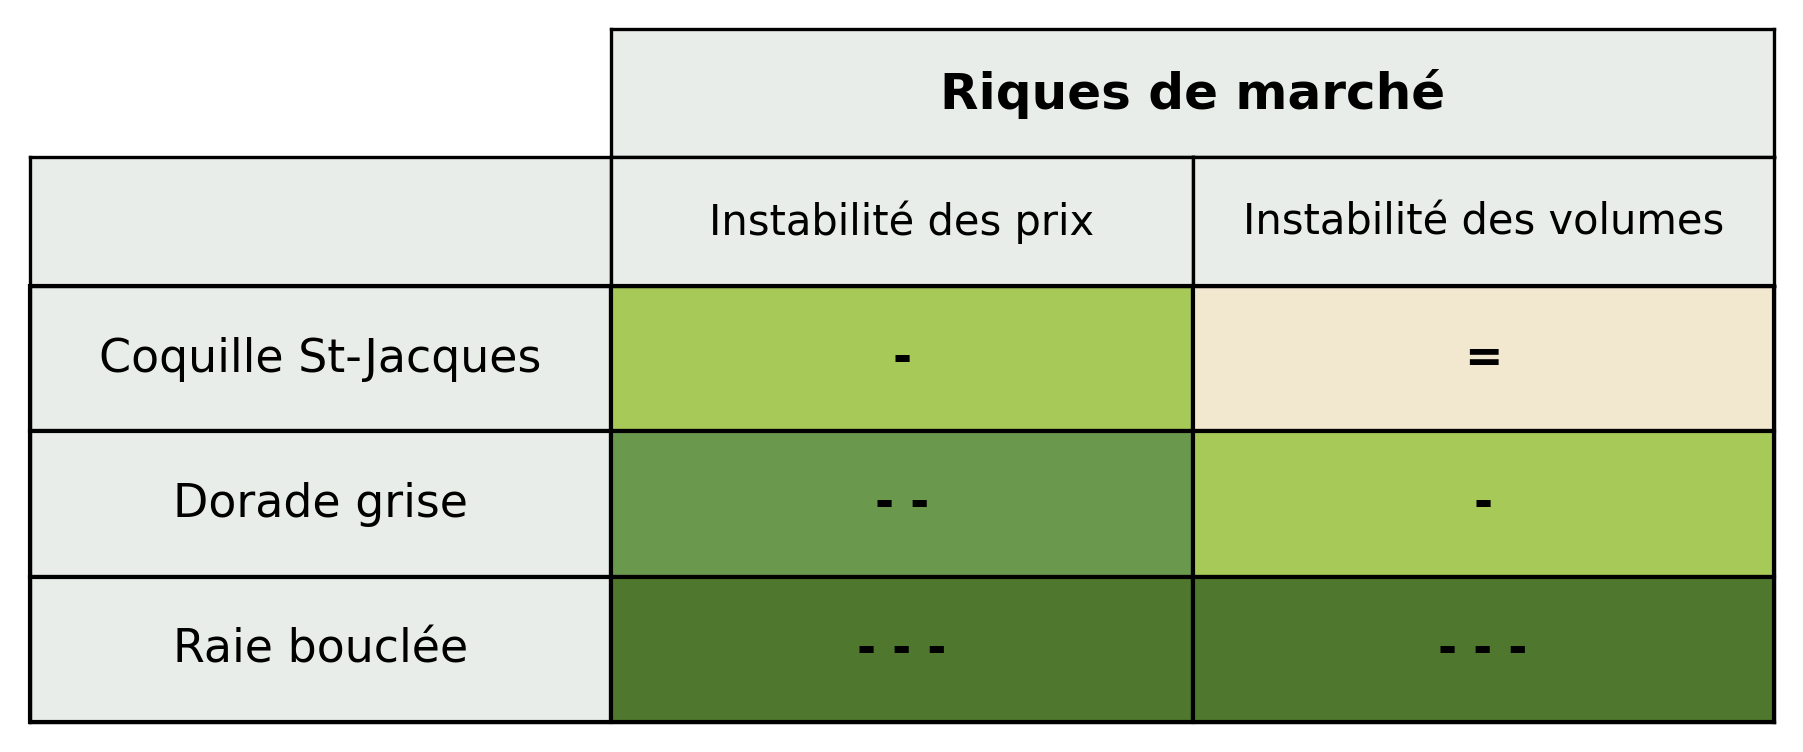 Riques de marché
Instabilité des prix
Instabilité des volumes
Coquille St-Jacques
-
=
Dorade grise
- -
-
Raie bouclée
- - -
- - -